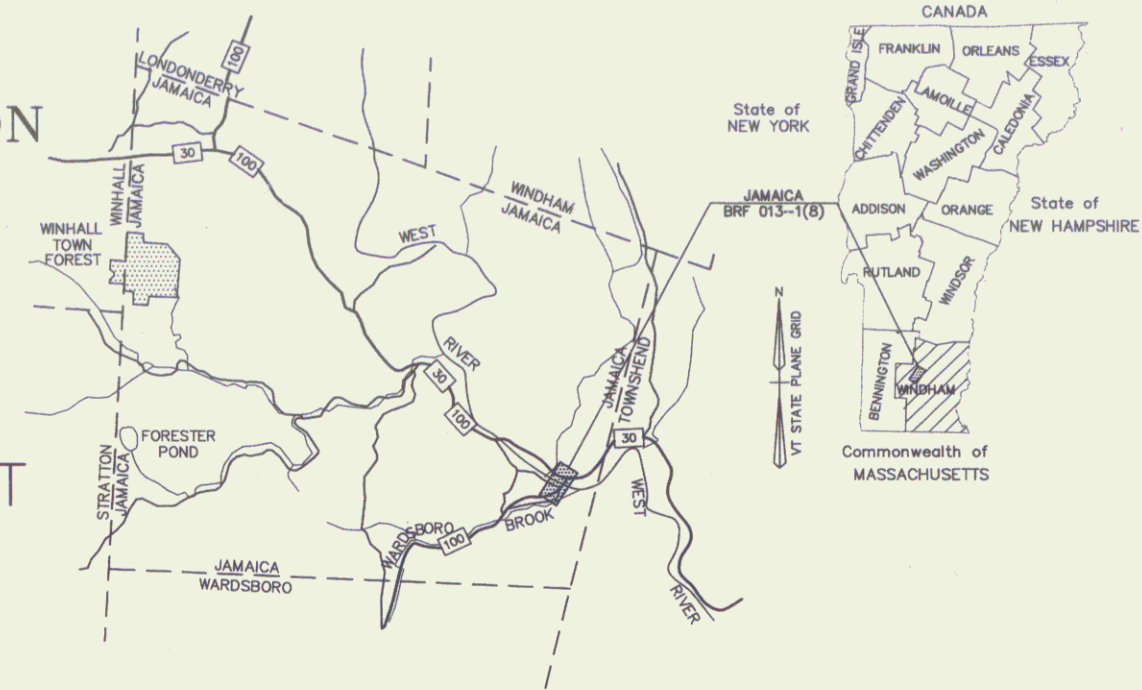 ON
T
LONDONDERRY
JAMAICA
100
30
100
WINHALL
JAMAICA
WINHALL
TOWN
FOREST
WEST
RIVER
WINDHAM
JAMAICA
30
100
JAMAICA
TOWNSHEND
30
FORESTER
POND
STRATTON
JAMAICA
WARDSBORO
BROOK
100
WEST
RIVER
JAMAICA
WARDSBORO
JAMAICA
BRF 013--1(8)
N
VT STATE PLANE GRID
CANADA
State of
NEW YORK
State of
NEW HAMPSHIRE
Commonwealth of
MASSACHUSETTS
GRAND ISLE
FRANKLIN
ORLEANS
ESSEX
CHITTENDEN
LAMOILLE
CALEDONIA
WASHINGTON
ADDISON
ORANGE
RUTLAND
WINDSOR
BENNINGTON
WINDHAM